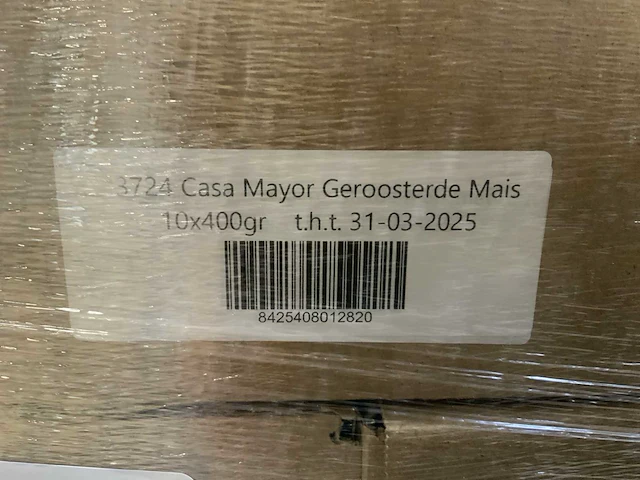 3724 Casa Mayor Geroosterde Mais
10x400gr t.h.t. 31-03-2025
8425408012820